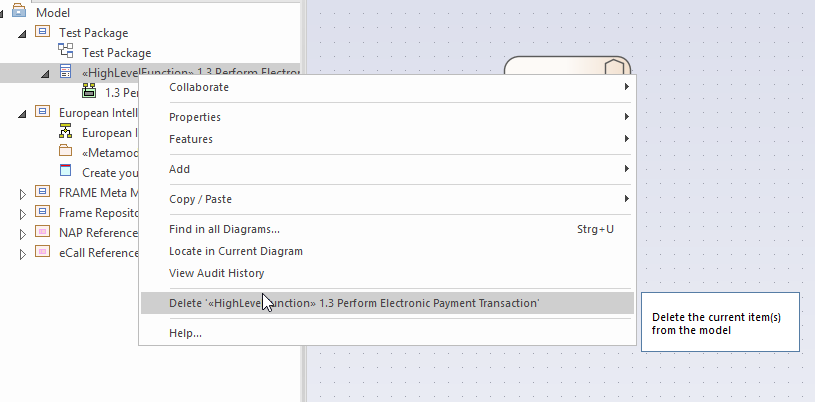 Model
Test Package
Test Package
«HighLevelFunction» 1.3 Perform Electron
1.3 Per
European Intell
European I
«Metamod
Create you
FRAME Meta M
Frame Reposito
NAP Reference
eCall Reference
Collaborate
Properties
Features
Add
Copy / Paste
Find in all Diagrams... Strg+U
Locate in Current Diagram
View Audit History
Delete '«HighLevelFunction» 1.3 Perform Electronic Payment Transaction'
Help...
Delete the current item(s)
from the model